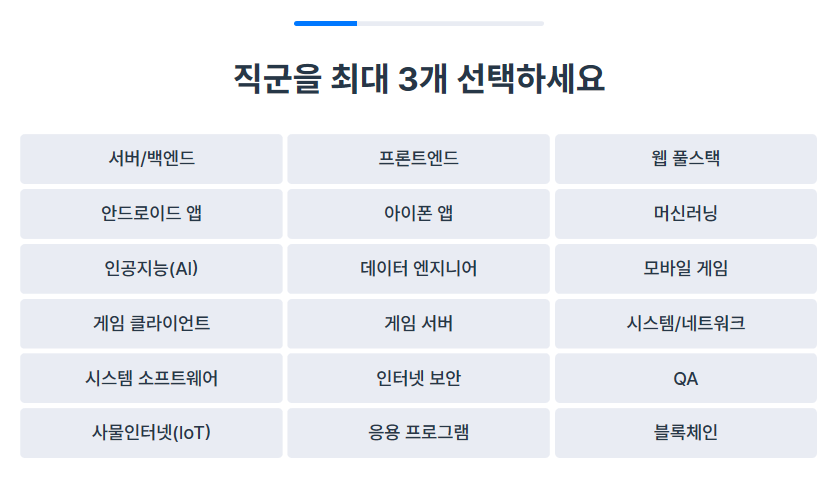 직군을 최대 3개 선택하세요
서버/백엔드 프론트엔드 웹 풀스택
안드로이드 앱 아이폰 앱 머신러닝
인공지능(AI) 데이터 엔지니어 모바일 게임
게임 클라이언트 게임 서버 시스템/네트워크
시스템 소프트웨어 인터넷 보안 QA
사물인터넷(IoT) 응용 프로그램 블록체인